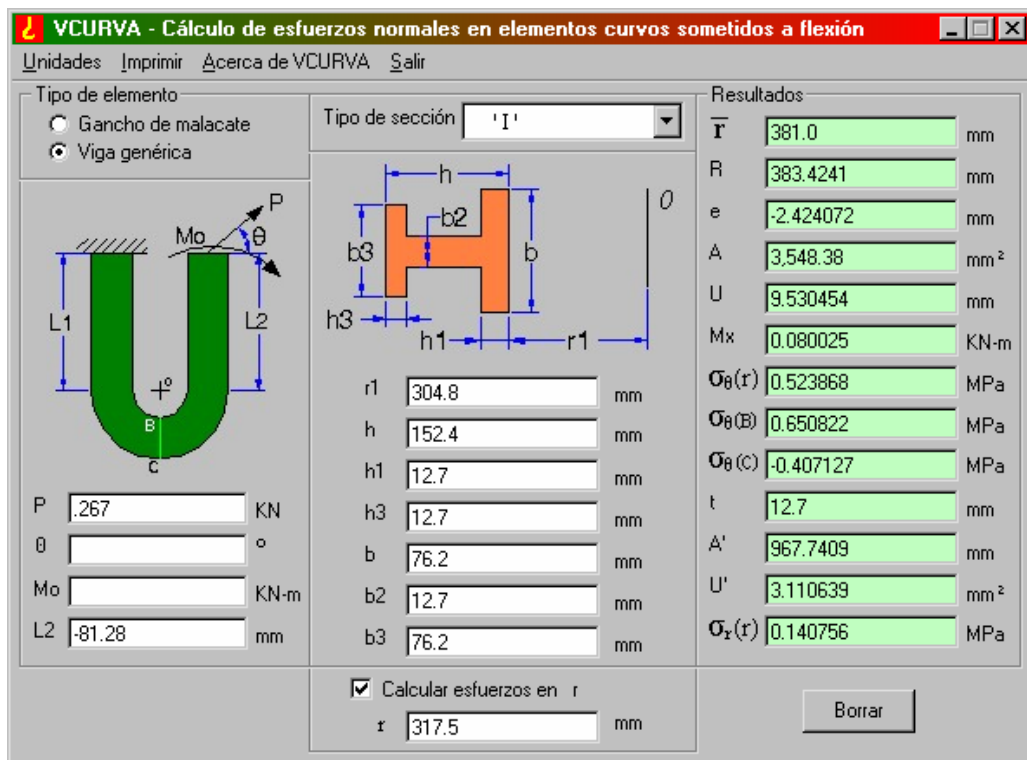 VCURVA - Cálculo de esfuerzos normales en elementos curvos sometidos a flexión
Unidades Imprimir Acerca de VCURVA Salir
Tipo de elemento
Gancho de malacate
Viga genérica
P
Mo
θ
L1
L2
o
B
C
P .267 KN
θ °
Mo KN-m
L2 -81.28 mm
Tipo de sección 'I'
h
0
b2
b3
b
h3
h1
r1
r1 304.8 mm
h 152.4 mm
h1 12.7 mm
h3 12.7 mm
b 76.2 mm
b2 12.7 mm
b3 76.2 mm
Calcular esfuerzos en r
r 317.5 mm
Resultados
r̅ 381.0 mm
R 383.4241 mm
e -2.424072 mm
A 3,548.38 mm²
U 9.530454 mm
Mx 0.080025 KN-m
σθ(r) 0.523868 MPa
σθ(B) 0.650822 MPa
σθ(C) -0.407127 MPa
t 12.7 mm
A' 967.7409 mm
U' 3.110639 mm²
σr(r) 0.140756 MPa
Borrar